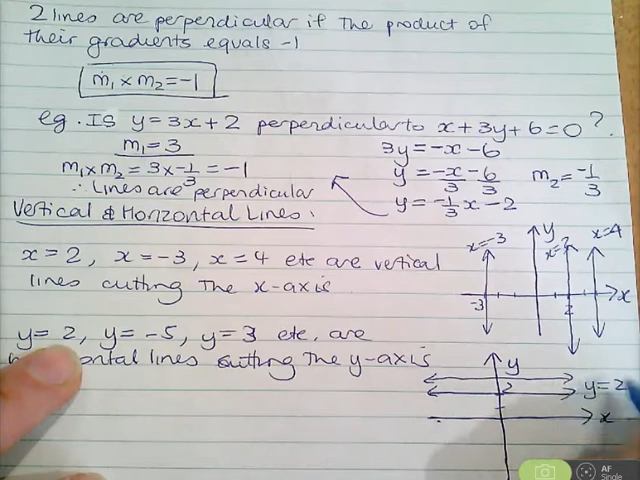 2 lines are perpendicular if the product of
their gradients equals -1
m₁ × m₂ = -1
eg. Is y = 3x + 2 perpendicular to x + 3y + 6 = 0?
m₁ = 3
3y = -x - 6
m₁ × m₂ = 3 × -1/3 = -1
y = -x/3 - 6/3
m₂ = -1/3
∴ Lines are perpendicular
y = -1/3 x - 2
Vertical & Horizontal Lines:
x = 2, x = -3, x = 4 etc are vertical
lines cutting the x-axis
x=-3
y
x=2
x=4
-3
2
x
y = 2, y = -5, y = 3 etc. are
lines cutting the y-axis
y
2
y = 2
x
AF
Single